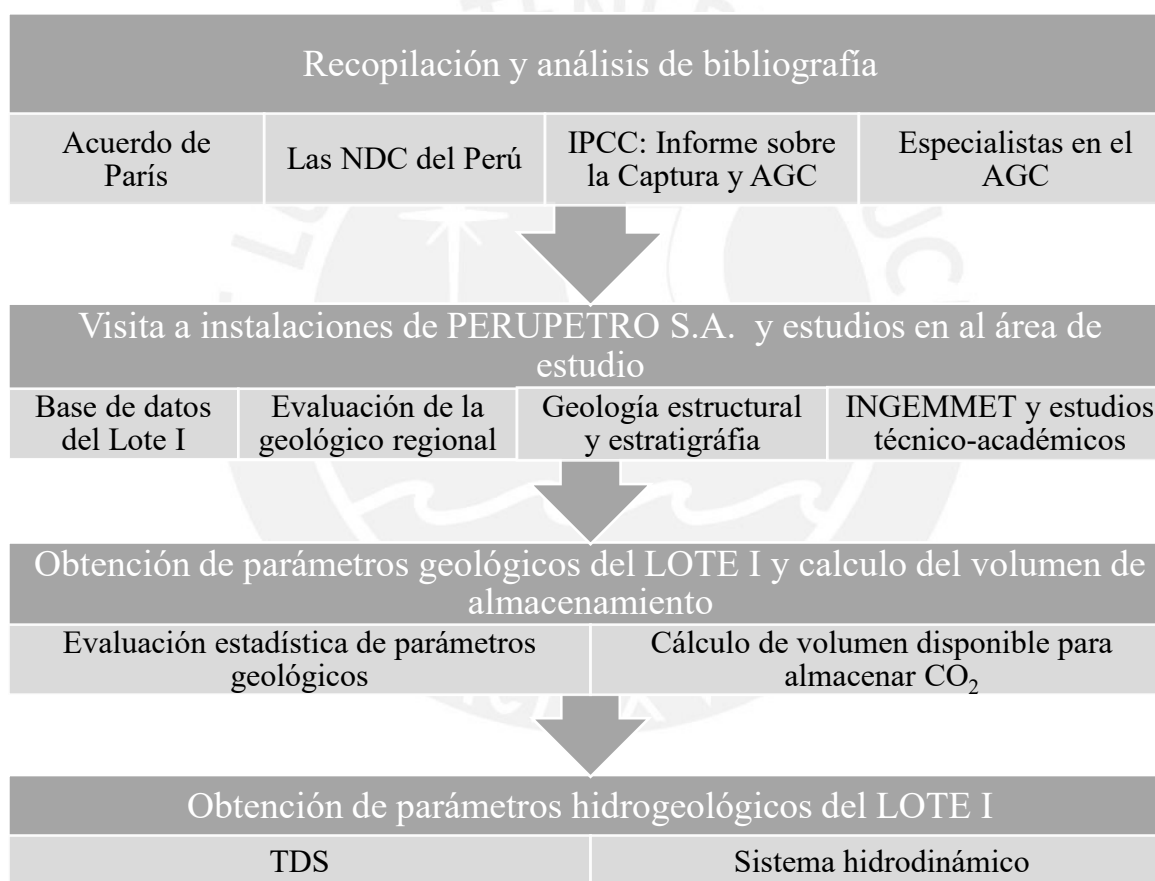 Recopilación y análisis de bibliografía
Acuerdo de
París
Las NDC del Perú
IPCC: Informe sobre
la Captura y AGC
Especialistas en el
AGC
Visita a instalaciones de PERUPETRO S.A. y estudios en al área de
estudio
Base de datos
del Lote I
Evaluación de la
geológico regional
Geología estructural
y estratigráfia
INGEMMET y estudios
técnico-académicos
Obtención de parámetros geológicos del LOTE I y calculo del volumen de
almacenamiento
Evaluación estadística de parámetros
geológicos
Cálculo de volumen disponible para
almacenar CO₂
Obtención de parámetros hidrogeológicos del LOTE I
TDS
Sistema hidrodinámico